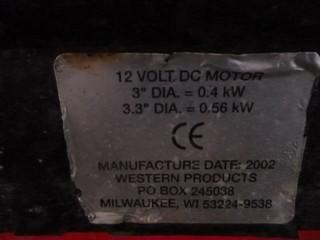 12 VOLT DC MOTOR
3" DIA. = 0.4 kW
3.3" DIA. = 0.56 kW
CE
MANUFACTURE DATE: 2002
WESTERN PRODUCTS
PO BOX 245038
MILWAUKEE, WI 53224-9538